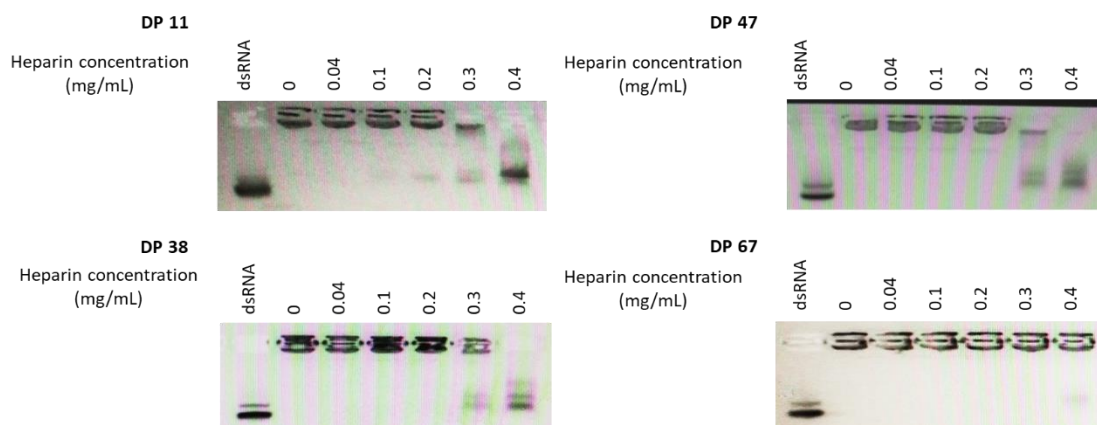 DP 11
Heparin concentration
(mg/mL)
dsRNA
0
0.04
0.1
0.2
0.3
0.4
DP 47
Heparin concentration
(mg/mL)
dsRNA
0
0.04
0.1
0.2
0.3
0.4
DP 38
Heparin concentration
(mg/mL)
dsRNA
0
0.04
0.1
0.2
0.3
0.4
DP 67
Heparin concentration
(mg/mL)
dsRNA
0
0.04
0.1
0.2
0.3
0.4